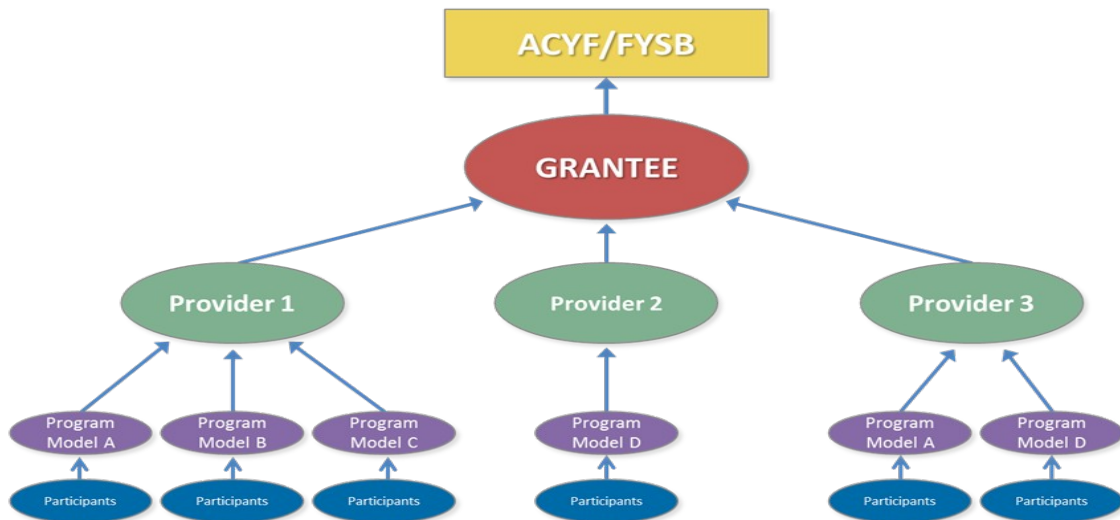 ACYF/FYSB
GRANTEE
Provider 1
Provider 2
Provider 3
Program
Model A
Program
Model B
Program
Model C
Program
Model D
Program
Model A
Program
Model D
Participants
Participants
Participants
Participants
Participants
Participants